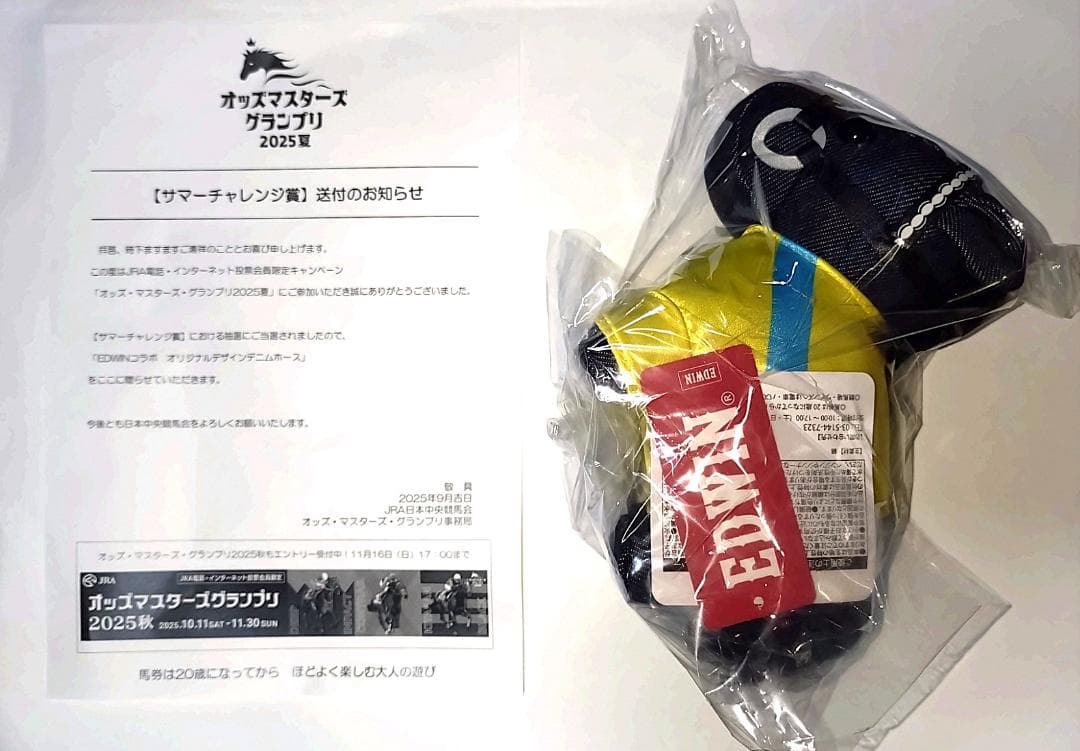 オッズマスターズ
グランプリ
2025夏
【サマーチャレンジ賞】送付のお知らせ
拝啓、時下ますますご清祥のこととお喜び申し上げます。
この度はJRA電話・インターネット投票会員限定キャンペーン
「オッズ・マスターズ・グランプリ2025夏」にご参加いただき誠にありがとうございました。
【サマーチャレンジ賞】における抽選にご当選されましたので、
「EDWINコラボ　オリジナルデザインデニムホース」
をここに贈らせていただきます。
今後とも日本中央競馬会をよろしくお願いいたします。
敬　具
2025年9月吉日
JRA日本中央競馬会
オッズ・マスターズ・グランプリ事務局
オッズ・マスターズ・グランプリ2025秋もエントリー受付中！11月16日（日）17：00まで
JRA
JRA電話・インターネット投票会員限定
オッズマスターズグランプリ
2025秋 2025.10.11SAT-11.30SUN
馬券は20歳になってから　ほどよく楽しむ大人の遊び
EDWIN
EDWIN®
TEL 03-5144-7323